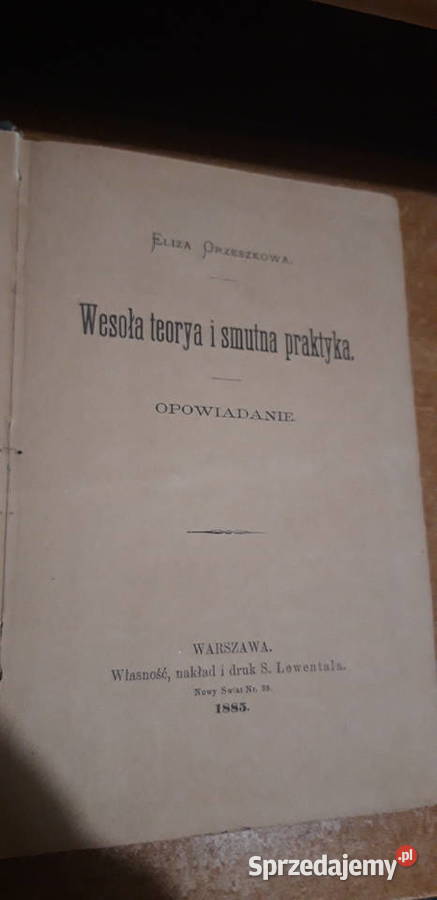 ELIZA ORZESZKOWA.
Wesoła teorya i smutna praktyka.
OPOWIADANIE.
WARSZAWA.
Własność, nakład i druk S. Lewentala.
Nowy Świat Nr. 39.
1885.
Sprzedajemy.pl